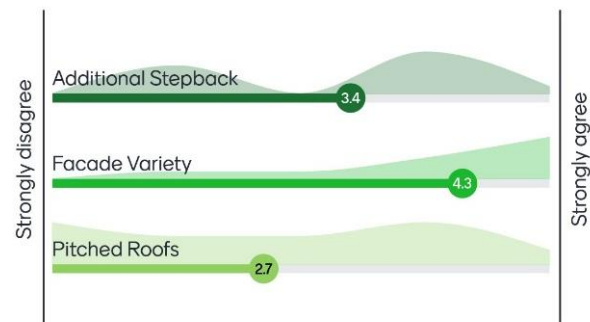 Strongly disagree
Additional Stepback
3.4
Facade Variety
4.3
Pitched Roofs
2.7
Strongly agree